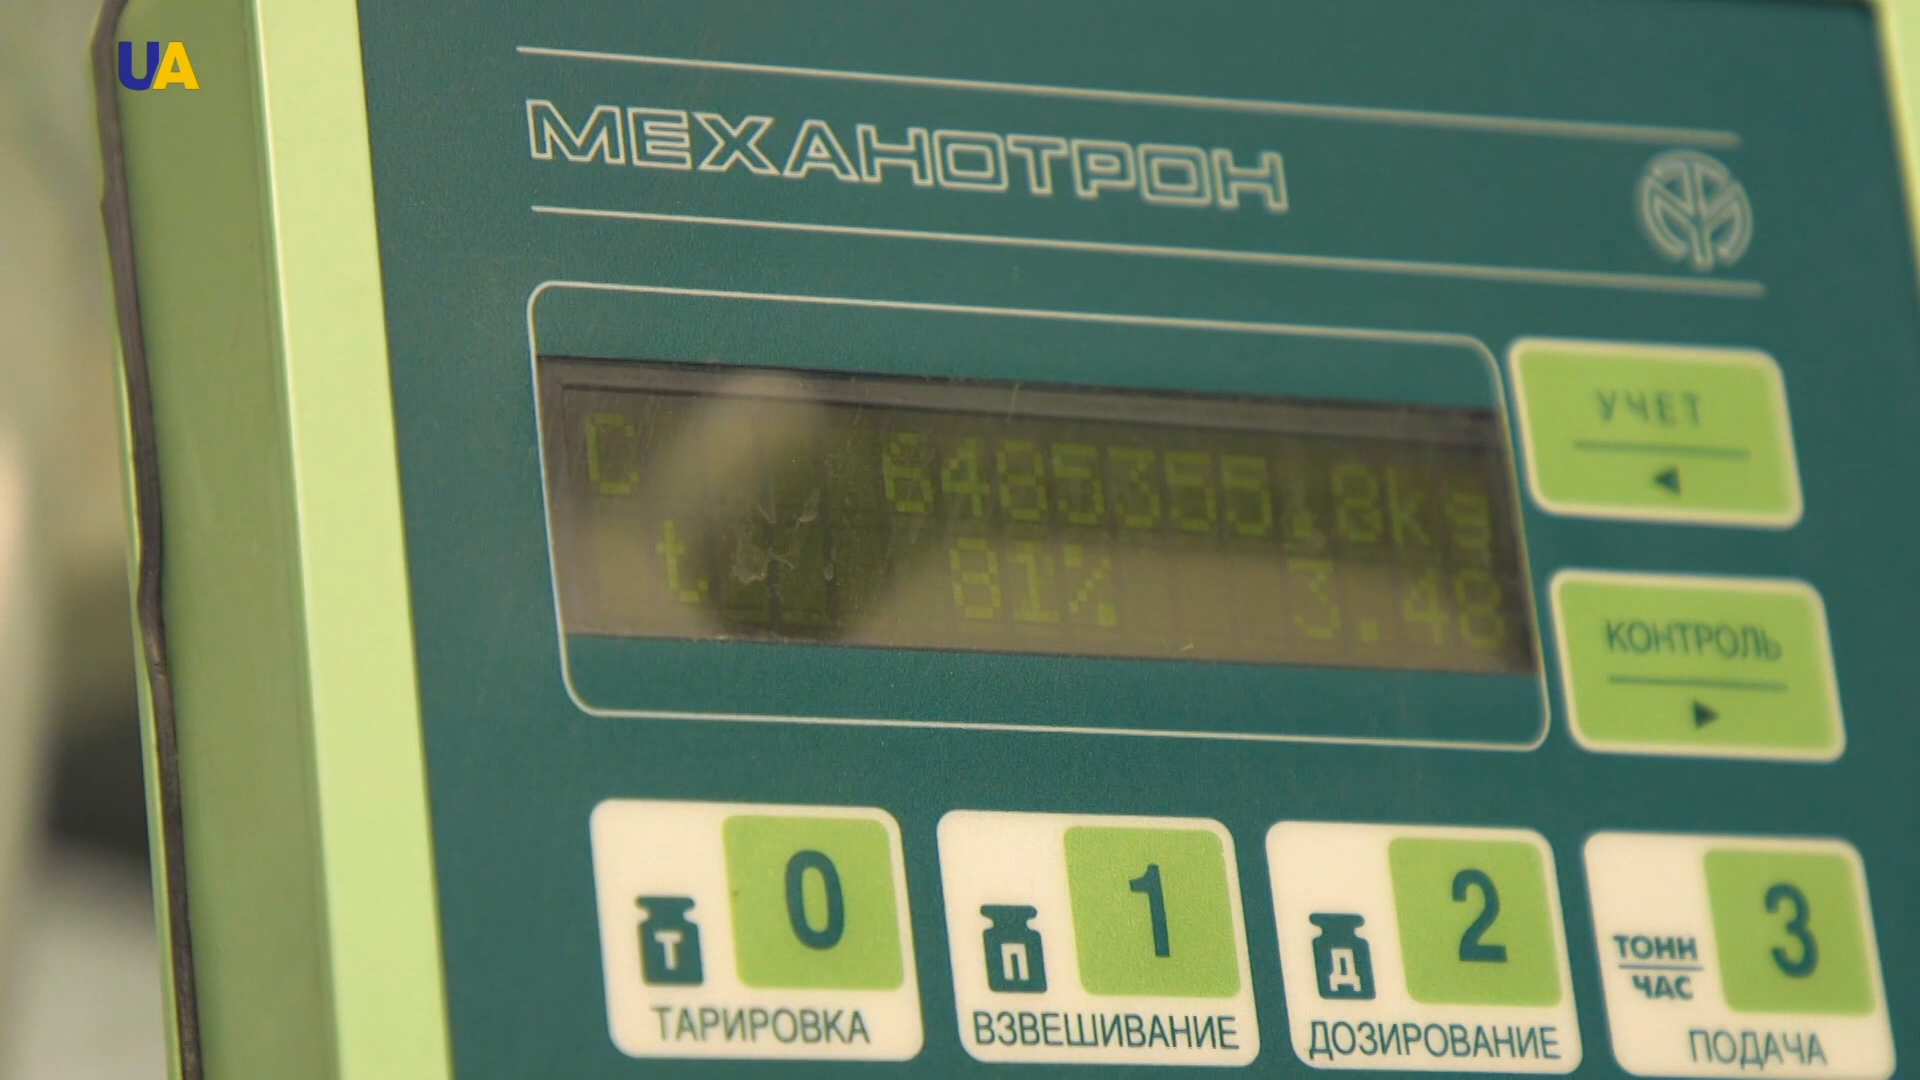 UA
МЕХАНОТРОН
С 6485355.8kg
t 81% 3.48
УЧЕТ
КОНТРОЛЬ
Т 0
ТАРИРОВКА
П 1
ВЗВЕШИВАНИЕ
Д 2
ДОЗИРОВАНИЕ
ТОНН
ЧАС
3
ПОДАЧА